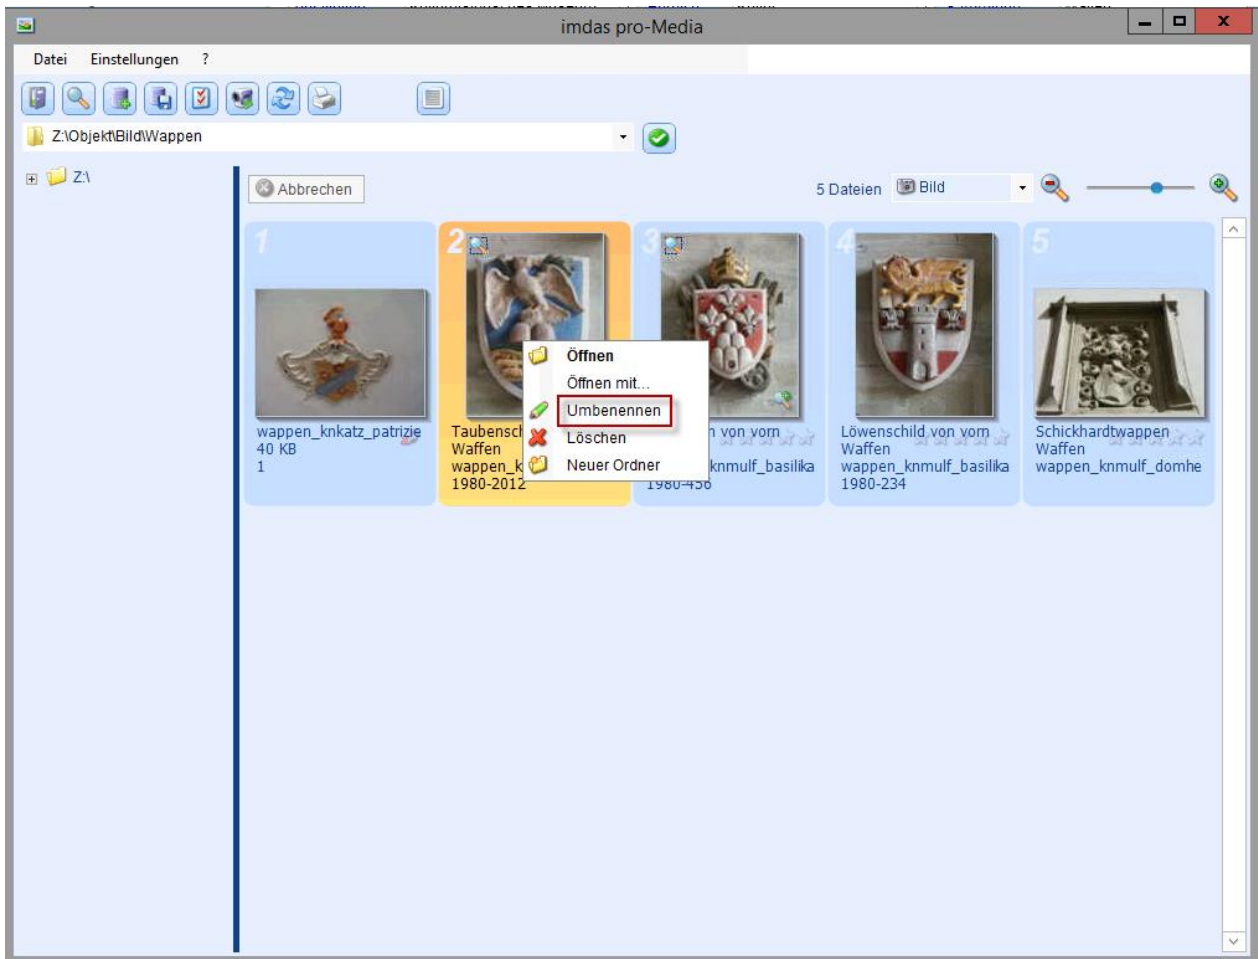 imdas pro-Media
Datei Einstellungen ?
Z:\Objekt\Bild\Wappen
Z:\
Abbrechen
5 Dateien
Bild
1
wappen_knkatz_patrizie
40 KB
1
2
Waffen
1980-2012
Öffnen
Öffnen mit...
Umbenennen
Löschen
Neuer Ordner
3
von vorn
knmulf_basilika
1980-456
4
Löwenschild von vorn
Waffen
wappen_knmulf_basilika
1980-234
5
Schickhardtwappen
Waffen
wappen_knmulf_domhe